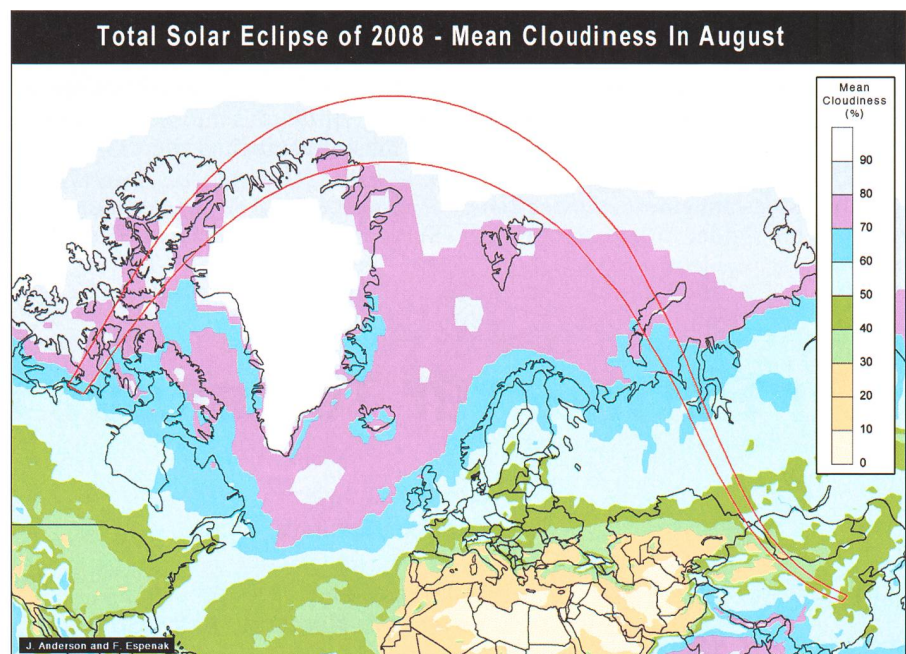 Total Solar Eclipse of 2008 - Mean Cloudiness In August
Mean
Cloudiness
(%)
90
80
70
60
50
40
30
20
10
0
J. Anderson and F. Espenak